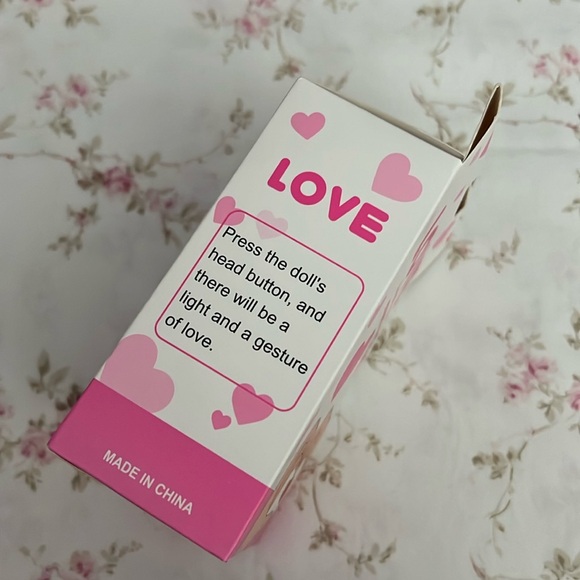 LOVE
Press the doll's
head button, and
there will be a
light and a gesture
of love.
MADE IN CHINA